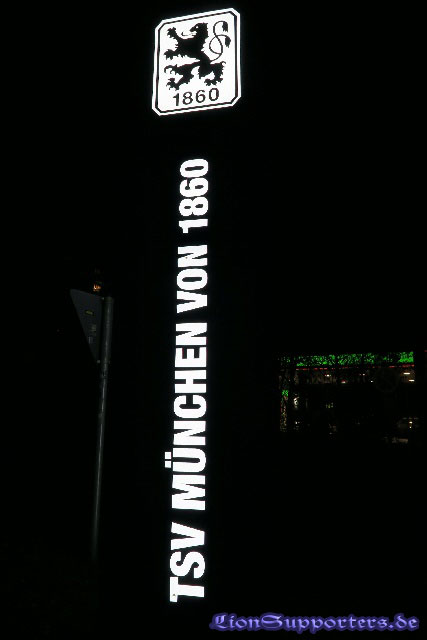 1860
TSV MÜNCHEN VON 1860
LionSupporters.de